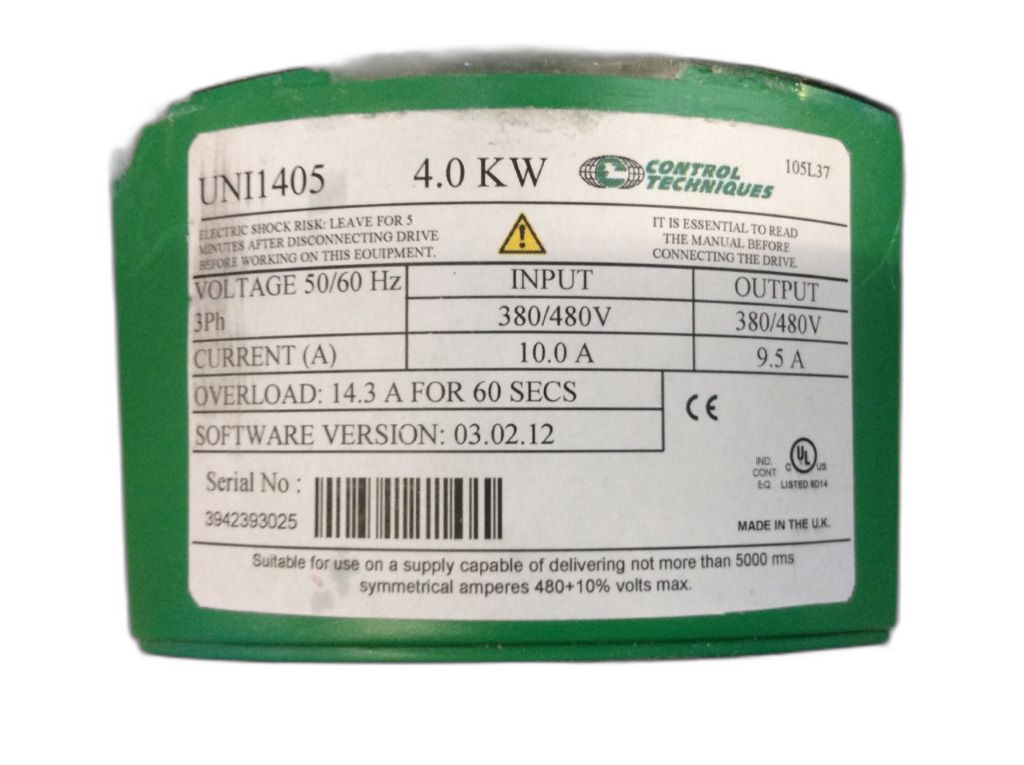 UNI1405 4.0 KW CONTROL TECHNIQUES 105L37
ELECTRIC SHOCK RISK: LEAVE FOR 5
MINUTES AFTER DISCONNECTING DRIVE
BEFORE WORKING ON THIS EQUIPMENT.
IT IS ESSENTIAL TO READ
THE MANUAL BEFORE
CONNECTING THE DRIVE.
VOLTAGE 50/60 Hz INPUT OUTPUT
3Ph 380/480V 380/480V
CURRENT (A) 10.0 A 9.5 A
OVERLOAD: 14.3 A FOR 60 SECS
CE
SOFTWARE VERSION: 03.02.12
IND.
CONT
EQ.
C UL US
LISTED 8D14
Serial No :
3942393025
MADE IN THE U.K.
Suitable for use on a supply capable of delivering not more than 5000 rms
symmetrical amperes 480+10% volts max.